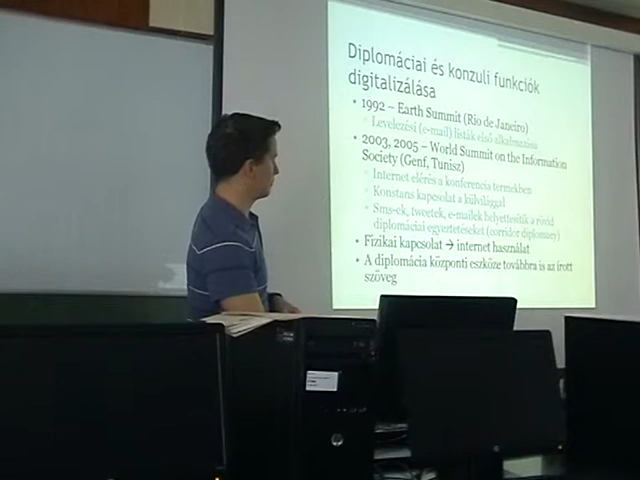 Diplomáciai és konzuli funkciók
digitalizálása
• 1992 – Earth Summit (Rio de Janeiro)
◦ Levelezési (e-mail) listák első alkalmazása
• 2003, 2005 – World Summit on the Information
Society (Genf, Tunisz)
◦ Internet elérés a konferencia termekben
◦ Konstans kapcsolat a külvilággal
◦ Sms-ek, tweetek, e-mailek helyettesítik a rövid
diplomáciai egyeztetéseket (corridor diplomacy)
• Fizikai kapcsolat → internet használat
• A diplomácia központi eszköze továbbra is az írott
szöveg